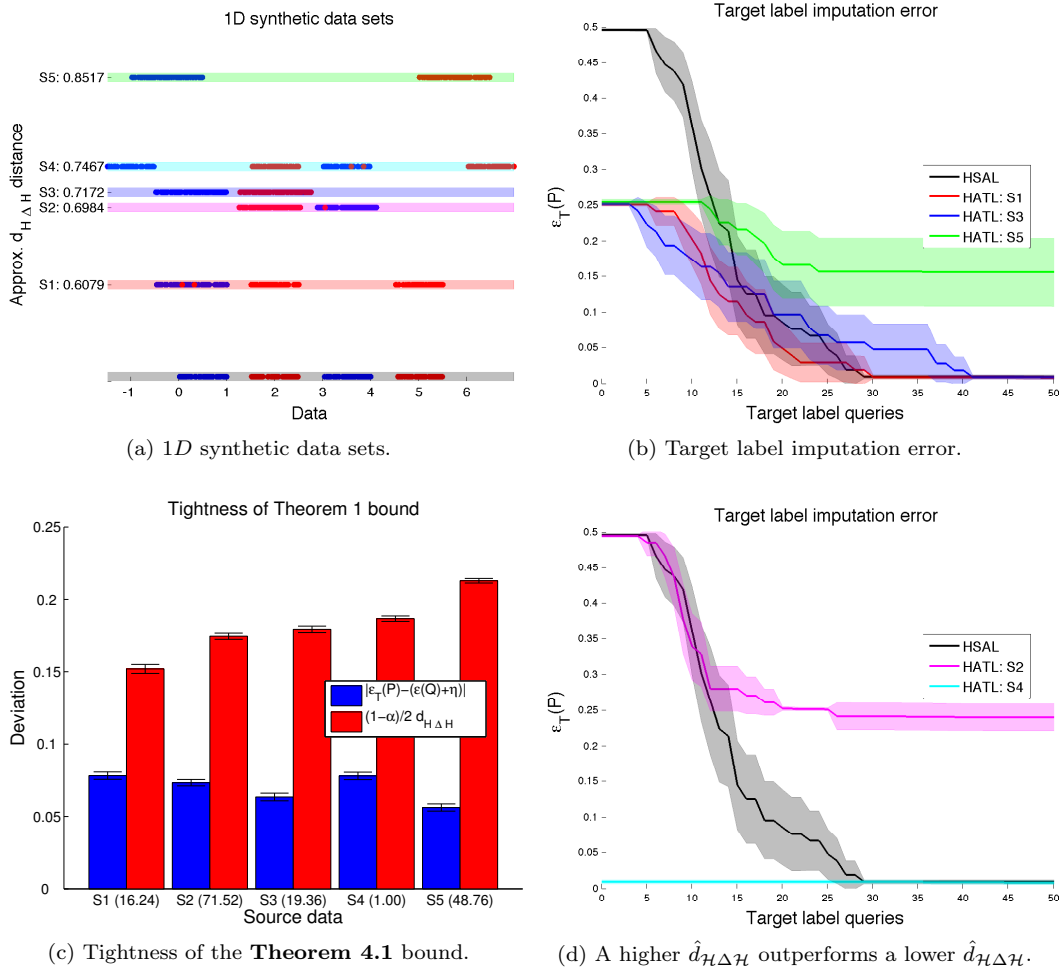 1D synthetic data sets
Approx. d_{H Δ H} distance
S5: 0.8517
S4: 0.7467
S3: 0.7172
S2: 0.6984
S1: 0.6079
-1 0 1 2 3 4 5 6
Data
(a) 1D synthetic data sets.
Target label imputation error
ε_T(P)
0.5
0.45
0.4
0.35
0.3
0.25
0.2
0.15
0.1
0.05
0
HSAL
HATL: S1
HATL: S3
HATL: S5
0 5 10 15 20 25 30 35 40 45 50
Target label queries
(b) Target label imputation error.
Tightness of Theorem 1 bound
Deviation
0.25
0.2
0.15
0.1
0.05
0
|ε_T(P)−(ε(Q)+η)|
(1−α)/2 d_{H Δ H}
S1 (16.24) S2 (71.52) S3 (19.36) S4 (1.00) S5 (48.76)
Source data
(c) Tightness of the Theorem 4.1 bound.
Target label imputation error
ε_T(P)
0.5
0.45
0.4
0.35
0.3
0.25
0.2
0.15
0.1
0.05
0
HSAL
HATL: S2
HATL: S4
0 5 10 15 20 25 30 35 40 45 50
Target label queries
(d) A higher d̂_{HΔH} outperforms a lower d̂_{HΔH}.